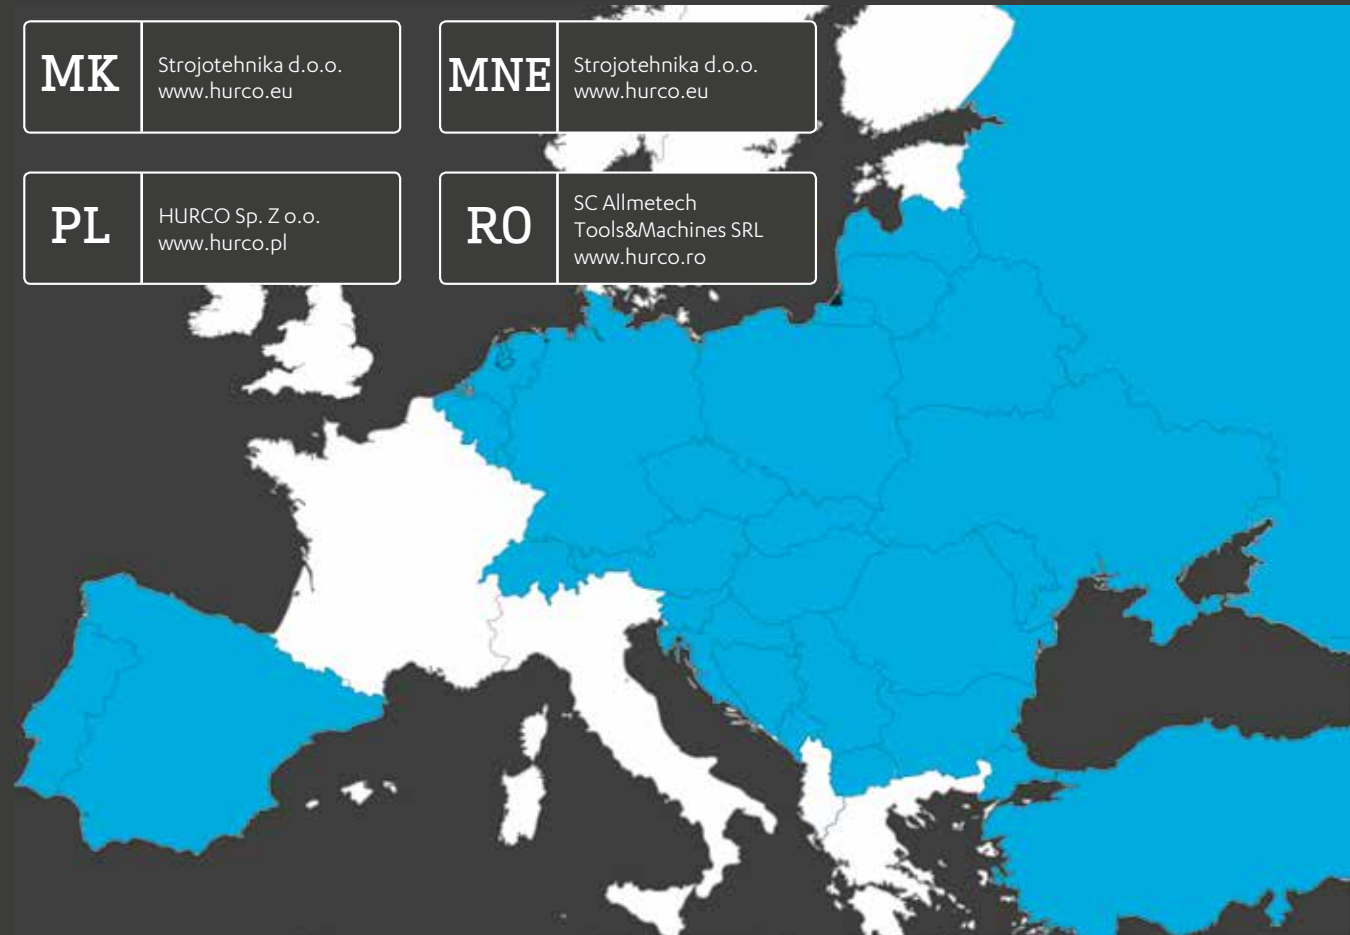 MK
Strojotehnika d.o.o.
www.hurco.eu
MNE
Strojotehnika d.o.o.
www.hurco.eu
PL
HURCO Sp. Z o.o.
www.hurco.pl
RO
SC Allmetech
Tools&Machines SRL
www.hurco.ro